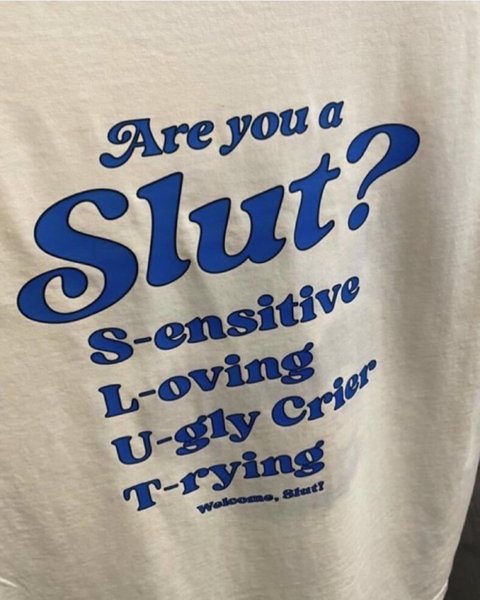 Are you a
Slut?
S-ensitive
L-oving
U-gly Crier
T-rying
Welcome, Slut!